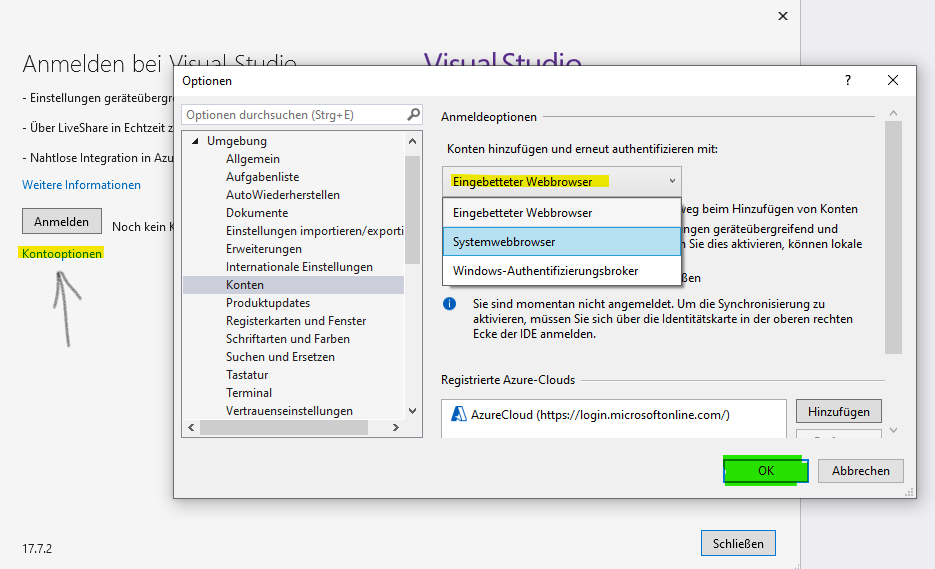 Anmelden bei Visual Studio
Visual Studio
- Einstellungen geräteübergr
- Über LiveShare in Echtzeit z
- Nahtlose Integration in Azu
Weitere Informationen
Anmelden
Noch kein K
Kontooptionen
17.7.2
Schließen
Optionen
?
Optionen durchsuchen (Strg+E)
Umgebung
Allgemein
Aufgabenliste
AutoWiederherstellen
Dokumente
Einstellungen importieren/exporti
Erweiterungen
Internationale Einstellungen
Konten
Produktupdates
Registerkarten und Fenster
Schriftarten und Farben
Suchen und Ersetzen
Tastatur
Terminal
Vertrauenseinstellungen
Anmeldeoptionen
Konten hinzufügen und erneut authentifizieren mit:
Eingebetteter Webbrowser
Eingebetteter Webbrowser
Systemwebbrowser
Windows-Authentifizierungsbroker
weg beim Hinzufügen von Konten
ngen geräteübergreifend und
Sie dies aktivieren, können lokale
ßen
Sie sind momentan nicht angemeldet. Um die Synchronisierung zu
aktivieren, müssen Sie sich über die Identitätskarte in der oberen rechten
Ecke der IDE anmelden.
Registrierte Azure-Clouds
AzureCloud (https://login.microsoftonline.com/)
Hinzufügen
OK
Abbrechen